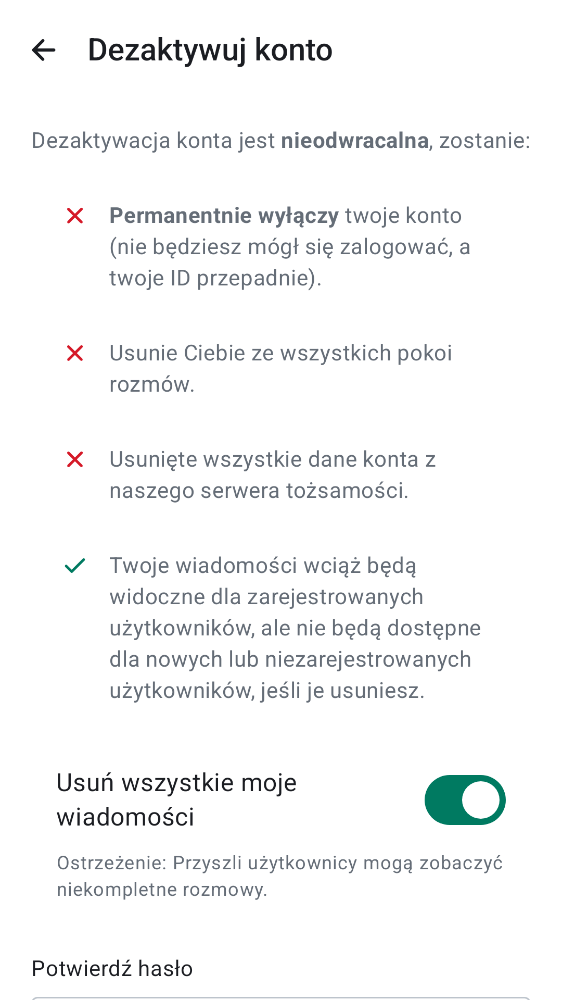 Dezaktywuj konto
Dezaktywacja konta jest nieodwracalna, zostanie:
Permanentnie wyłączy twoje konto
(nie będziesz mógł się zalogować, a
twoje ID przepadnie).
Usunie Ciebie ze wszystkich pokoi
rozmów.
Usunięte wszystkie dane konta z
naszego serwera tożsamości.
Twoje wiadomości wciąż będą
widoczne dla zarejestrowanych
użytkowników, ale nie będą dostępne
dla nowych lub niezarejestrowanych
użytkowników, jeśli je usuniesz.
Usuń wszystkie moje
wiadomości
Ostrzeżenie: Przyszli użytkownicy mogą zobaczyć
niekompletne rozmowy.
Potwierdź hasło